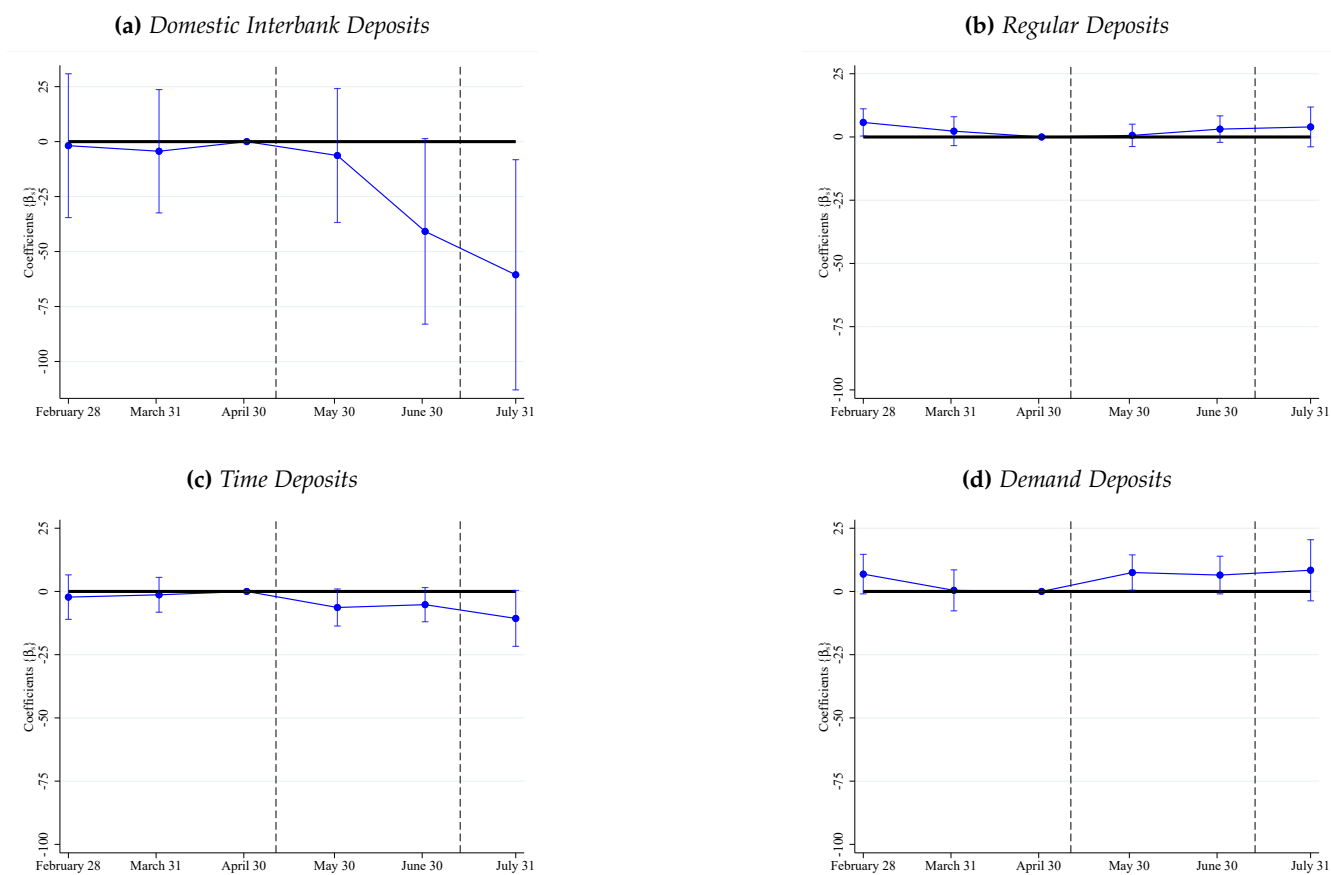 (a) Domestic Interbank Deposits
25
0
-25
-50
-75
-100
Coefficients {βₛ}
February 28 March 31 April 30 May 30 June 30 July 31
(b) Regular Deposits
25
0
-25
-50
-75
-100
Coefficients {βₛ}
February 28 March 31 April 30 May 30 June 30 July 31
(c) Time Deposits
25
0
-25
-50
-75
-100
Coefficients {βₛ}
February 28 March 31 April 30 May 30 June 30 July 31
(d) Demand Deposits
25
0
-25
-50
-75
-100
Coefficients {βₛ}
February 28 March 31 April 30 May 30 June 30 July 31